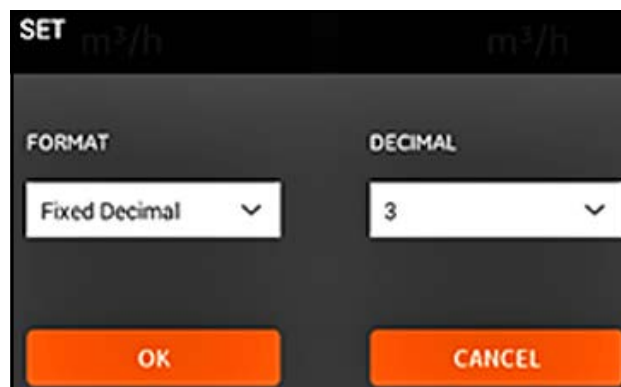 SET
m³/h m³/h
FORMAT DECIMAL
Fixed Decimal 3
OK CANCEL